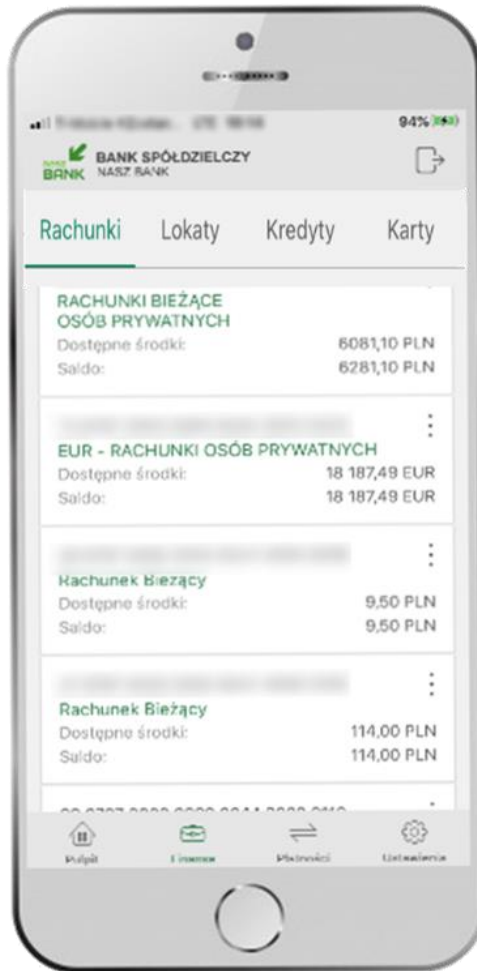 94%
NASZ
BANK
BANK SPÓŁDZIELCZY
NASZ BANK
Rachunki Lokaty Kredyty Karty
RACHUNKI BIEŻĄCE
OSÓB PRYWATNYCH
Dostępne środki: 6081,10 PLN
Saldo: 6281,10 PLN
EUR - RACHUNKI OSÓB PRYWATNYCH
Dostępne środki: 18 187,49 EUR
Saldo: 18 187,49 EUR
Rachunek Bieżący
Dostępne środki: 9,50 PLN
Saldo: 9,50 PLN
Rachunek Bieżący
Dostępne środki: 114,00 PLN
Saldo: 114,00 PLN
Pulpit Finanse Płatności Ustawienia